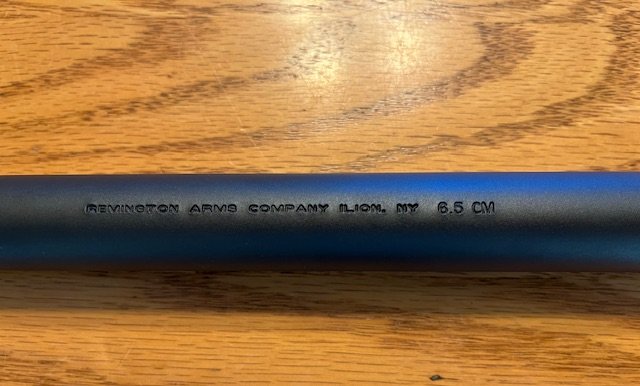 REMINGTON ARMS COMPANY ILION, NY 6.5 CM